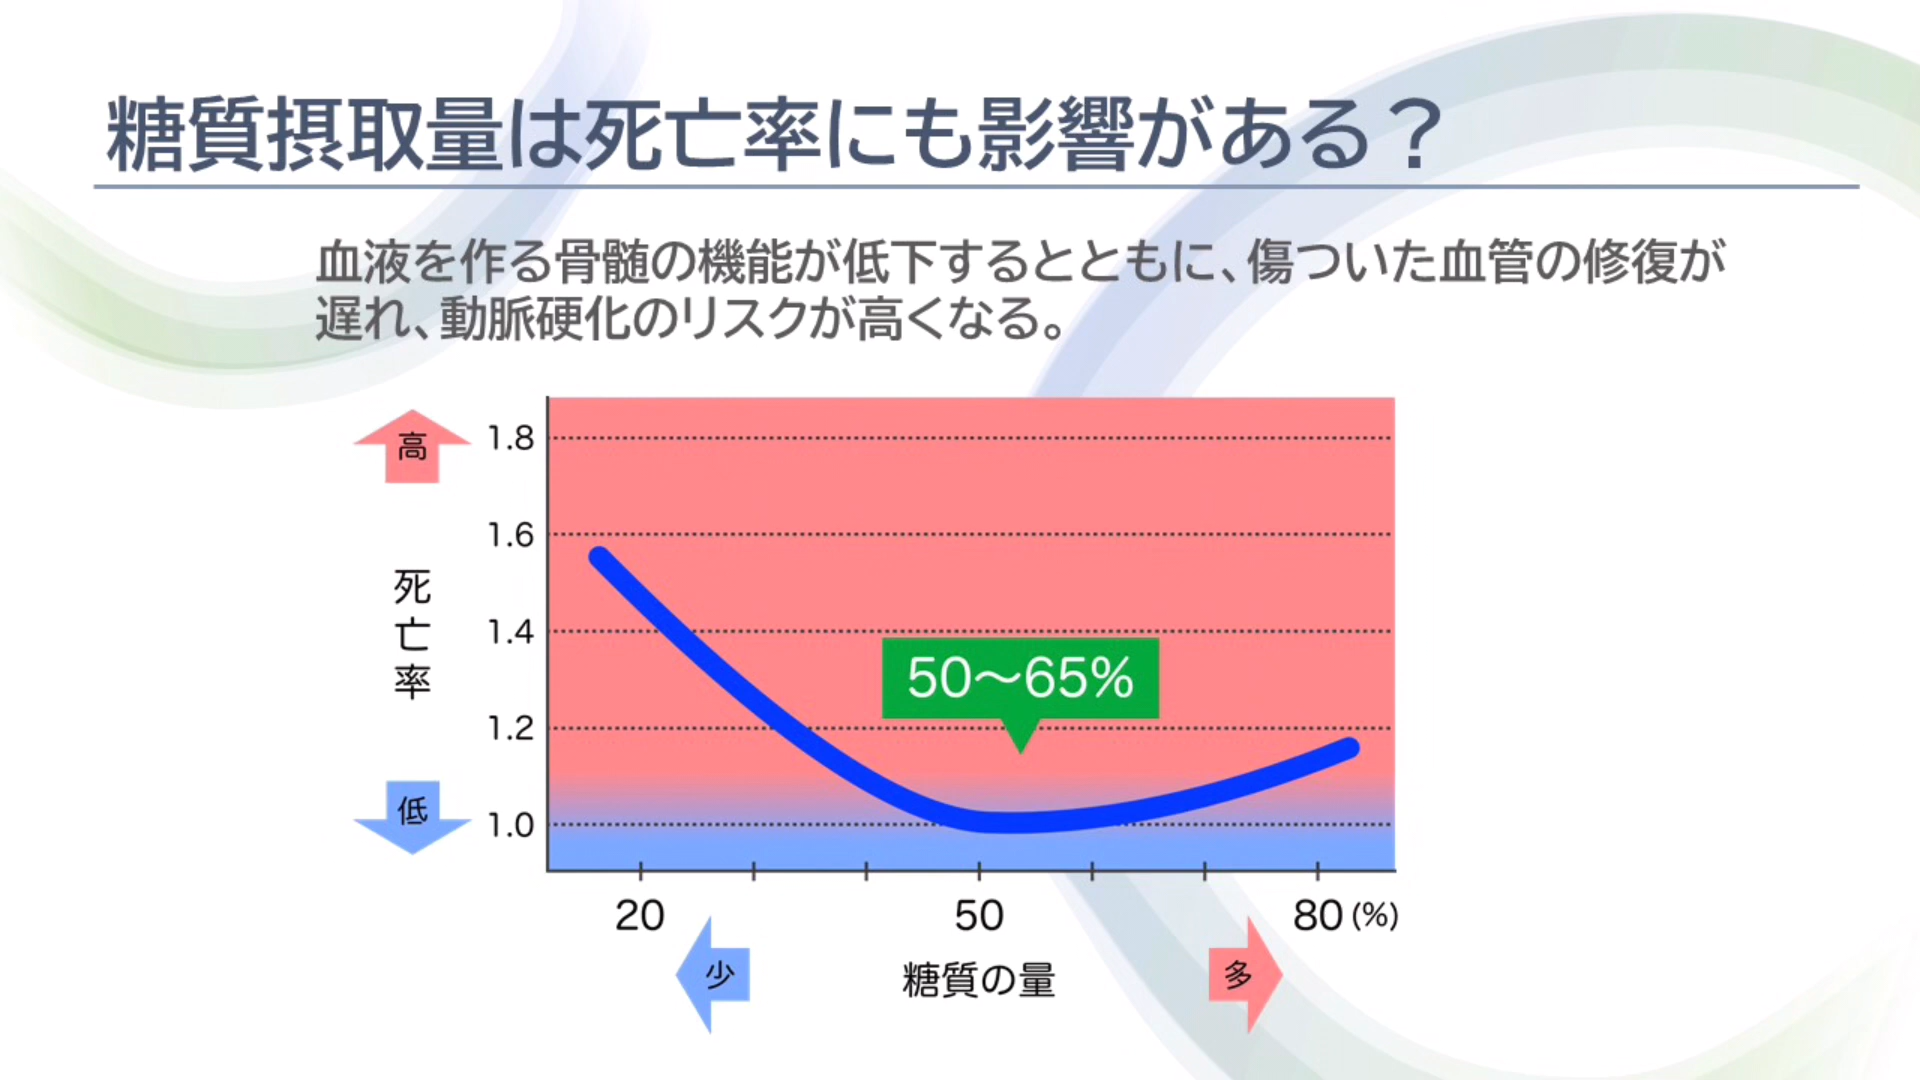 糖質摂取量は死亡率にも影響がある？
血液を作る骨髄の機能が低下するとともに、傷ついた血管の修復が
遅れ、動脈硬化のリスクが高くなる。
高
死亡率
低
1.8
1.6
1.4
1.2
1.0
50〜65%
20
50
80 (%)
少
糖質の量
多